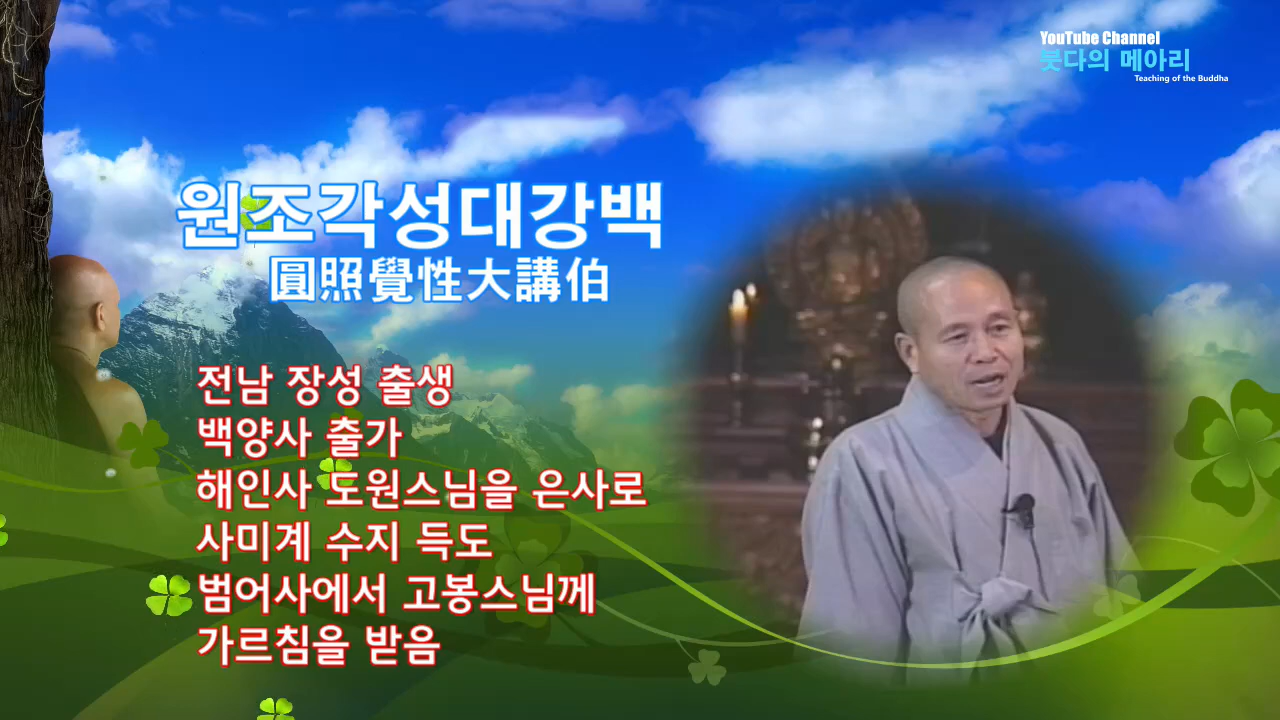 YouTube Channel
붓다의 메아리
Teaching of the Buddha
원조각성대강백
圓照覺性大講伯
전남 장성 출생
백양사 출가
해인사 도원스님을 은사로
사미계 수지 득도
범어사에서 고봉스님께
가르침을 받음